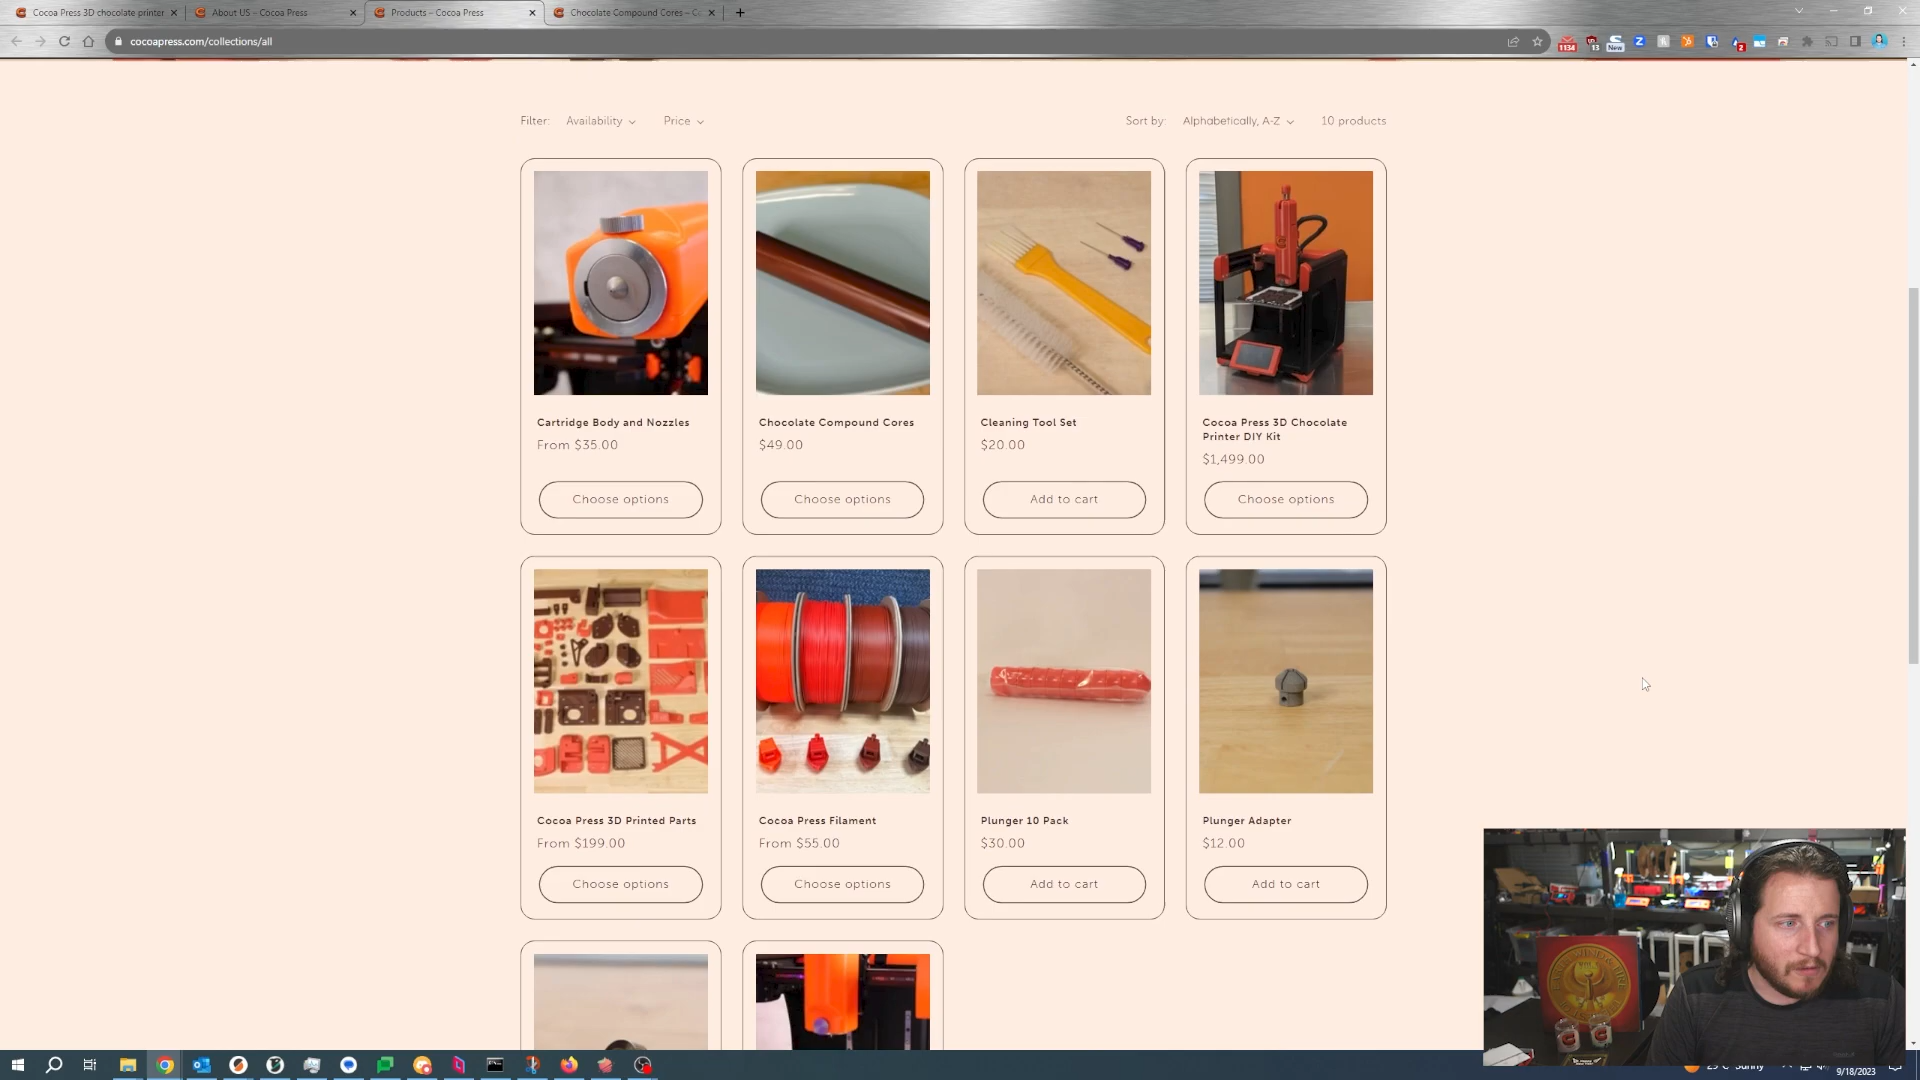 Cocoa Press 3D chocolate printer
About US – Cocoa Press
Products – Cocoa Press
Chocolate Compound Cores – Co
cocoapress.com/collections/all
1134
13
New
2
Filter:
Availability
Price
Sort by:
Alphabetically, A-Z
10 products
Cartridge Body and Nozzles
From $35.00
Choose options
Chocolate Compound Cores
$49.00
Choose options
Cleaning Tool Set
$20.00
Add to cart
Cocoa Press 3D Chocolate
Printer DIY Kit
$1,499.00
Choose options
Cocoa Press 3D Printed Parts
From $199.00
Choose options
Cocoa Press Filament
From $55.00
Choose options
Plunger 10 Pack
$30.00
Add to cart
Plunger Adapter
$12.00
Add to cart
Sunny
9/18/2023